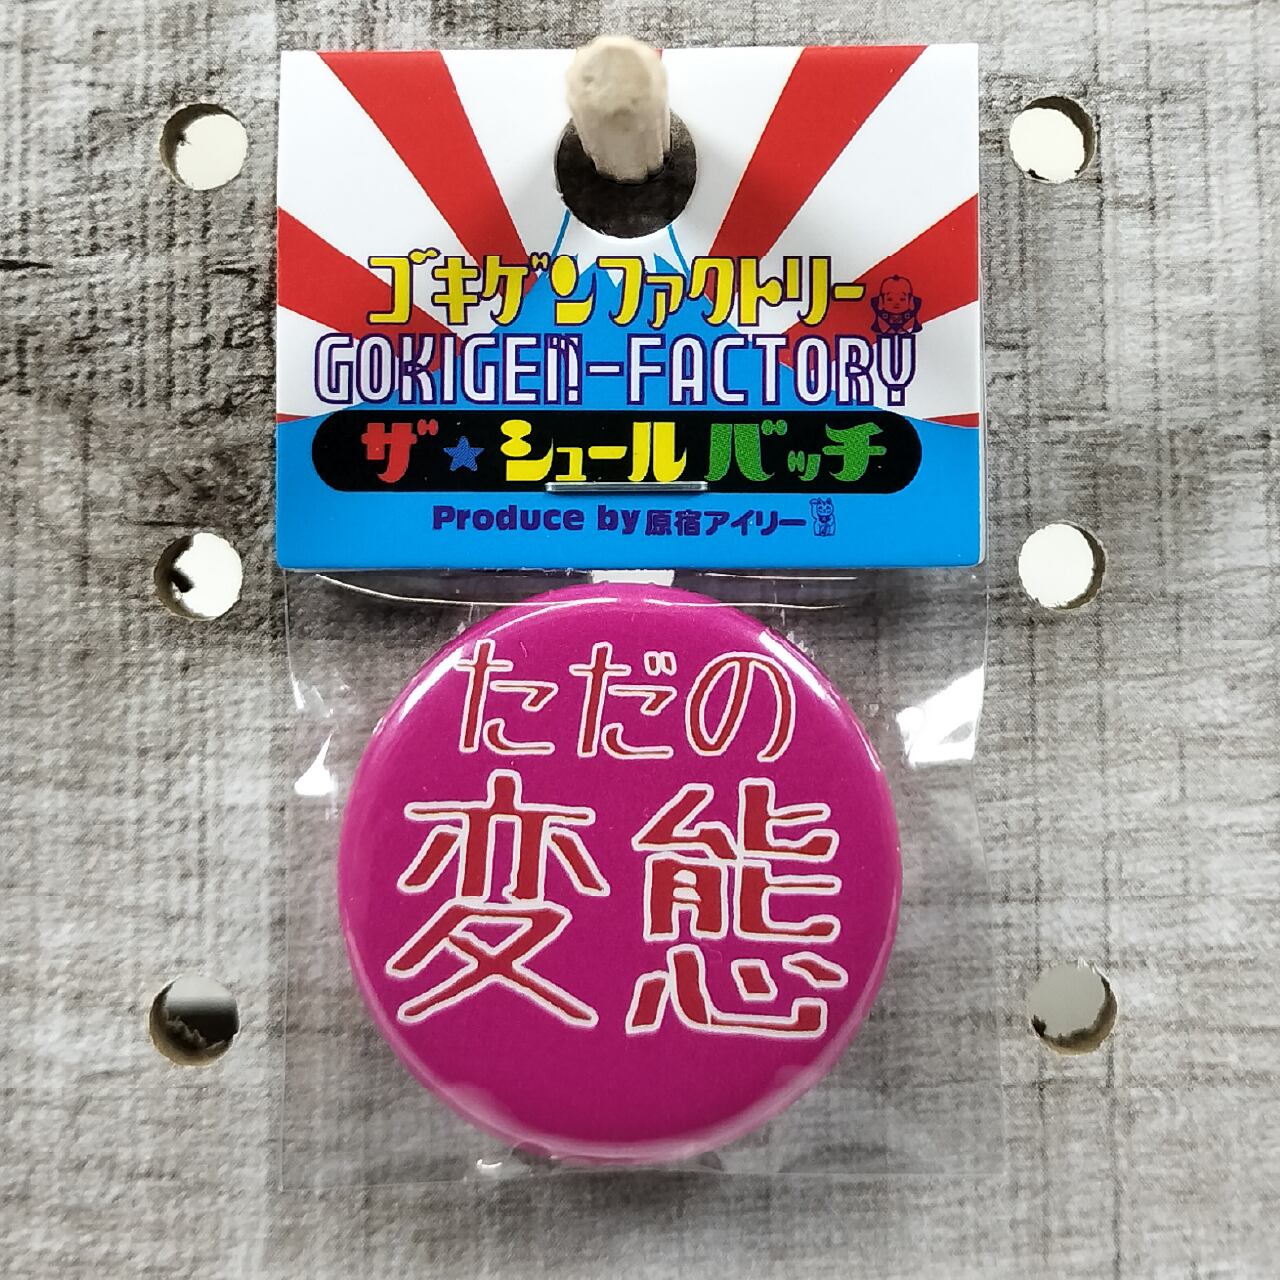 ゴキゲンファクトリー
GOKIGEN-FACTORY
ザ★シュールバッチ
Produce by 原宿アイリー
ただの
変態